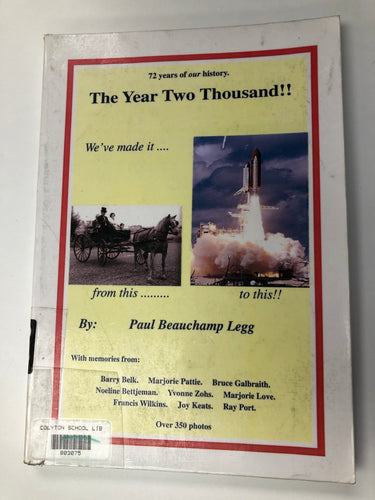 72 years of our history.
The Year Two Thousand!!
We've made it ....
from this .........
to this!!
By: Paul Beauchamp Legg
With memories from:
Barry Belk. Marjorie Pattie. Bruce Galbraith.
Noeline Bettjeman. Yvonne Zohs. Marjorie Love.
Francis Wilkins. Joy Keats. Ray Port.
Over 350 photos
COLYTON SCHOOL LIB
003075